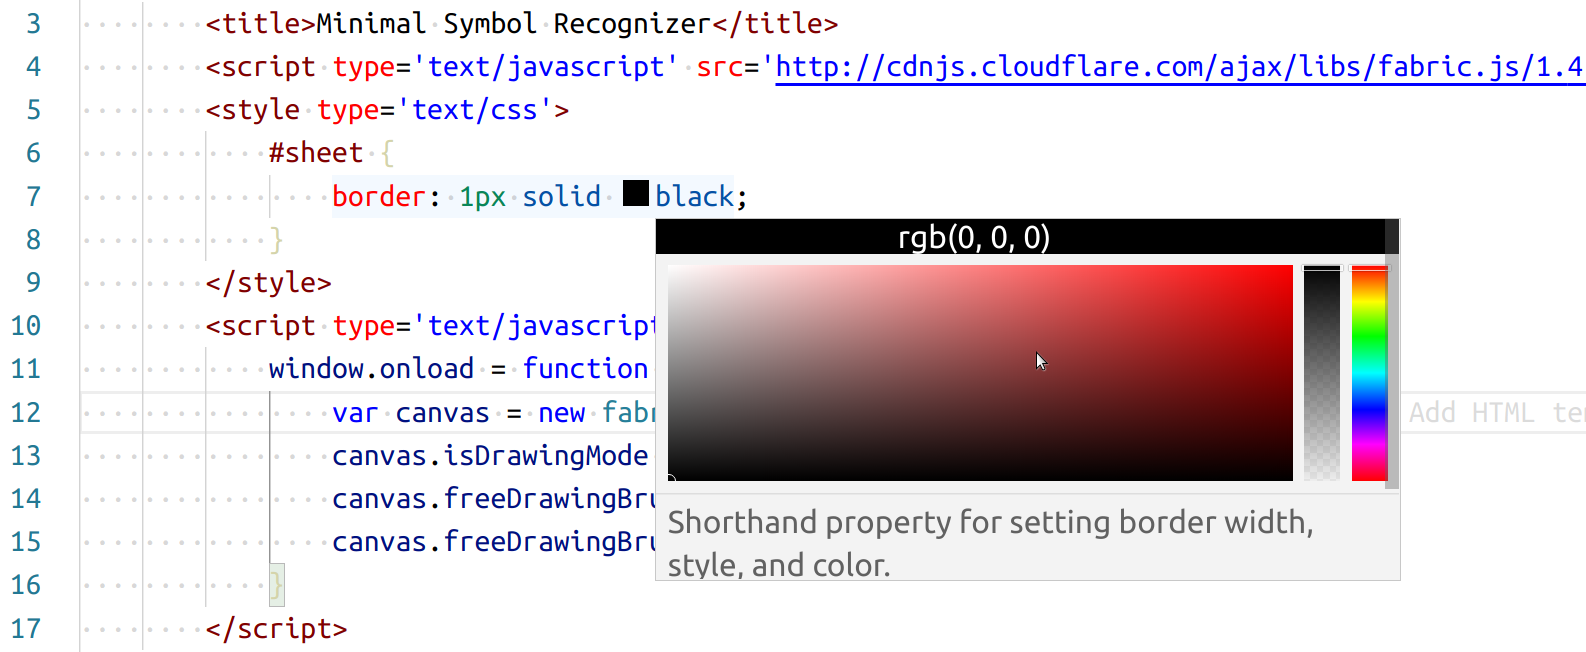 3 <title>Minimal Symbol Recognizer</title>
4 <script type='text/javascript' src='http://cdnjs.cloudflare.com/ajax/libs/fabric.js/1.4
5 <style type='text/css'>
6 #sheet {
7 border: 1px solid black;
rgb(0, 0, 0)
8 }
9 </style>
10 <script type='text/javascript
11 window.onload = function
12 var canvas = new fabr
Add HTML te
13 canvas.isDrawingMode
14 canvas.freeDrawingBru
15 canvas.freeDrawingBru
Shorthand property for setting border width,
style, and color.
16 }
17 </script>